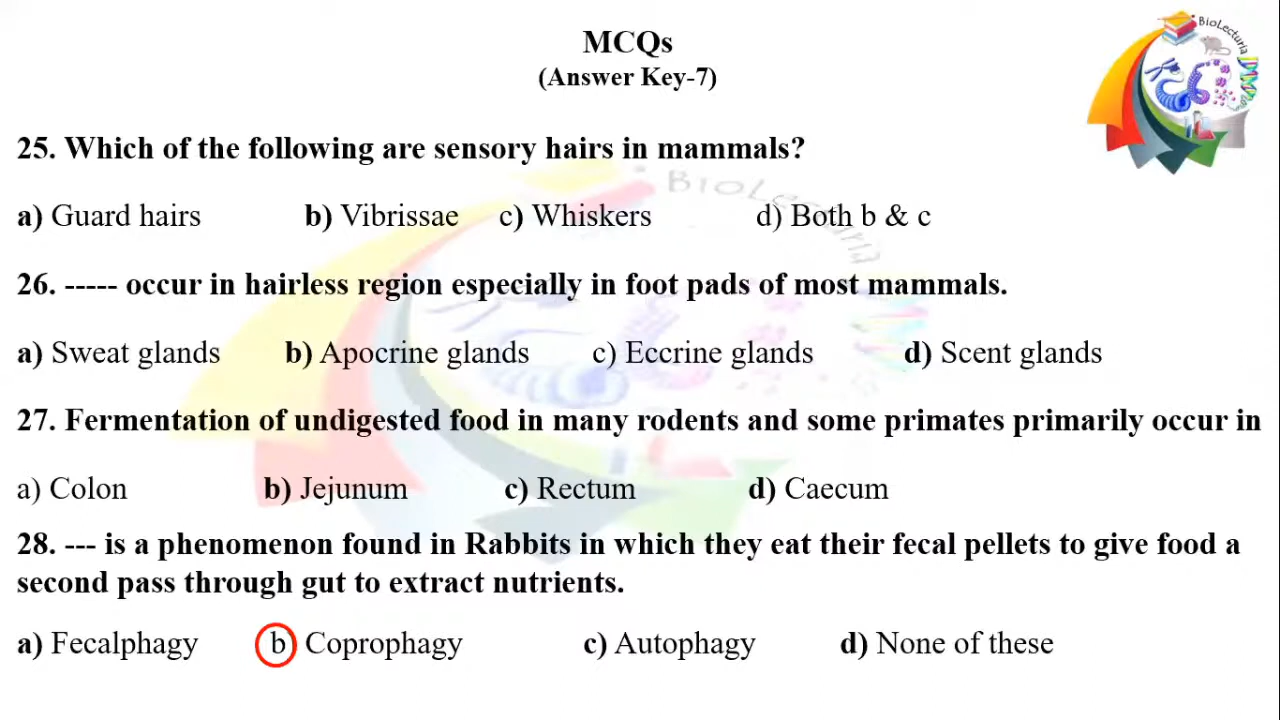 MCQs
(Answer Key-7)
BioLecturia
25. Which of the following are sensory hairs in mammals?
BioLecturia
a) Guard hairs b) Vibrissae c) Whiskers d) Both b & c
26. ----- occur in hairless region especially in foot pads of most mammals.
a) Sweat glands b) Apocrine glands c) Eccrine glands d) Scent glands
27. Fermentation of undigested food in many rodents and some primates primarily occur in
a) Colon b) Jejunum c) Rectum d) Caecum
28. --- is a phenomenon found in Rabbits in which they eat their fecal pellets to give food a
second pass through gut to extract nutrients.
a) Fecalphagy b Coprophagy c) Autophagy d) None of these